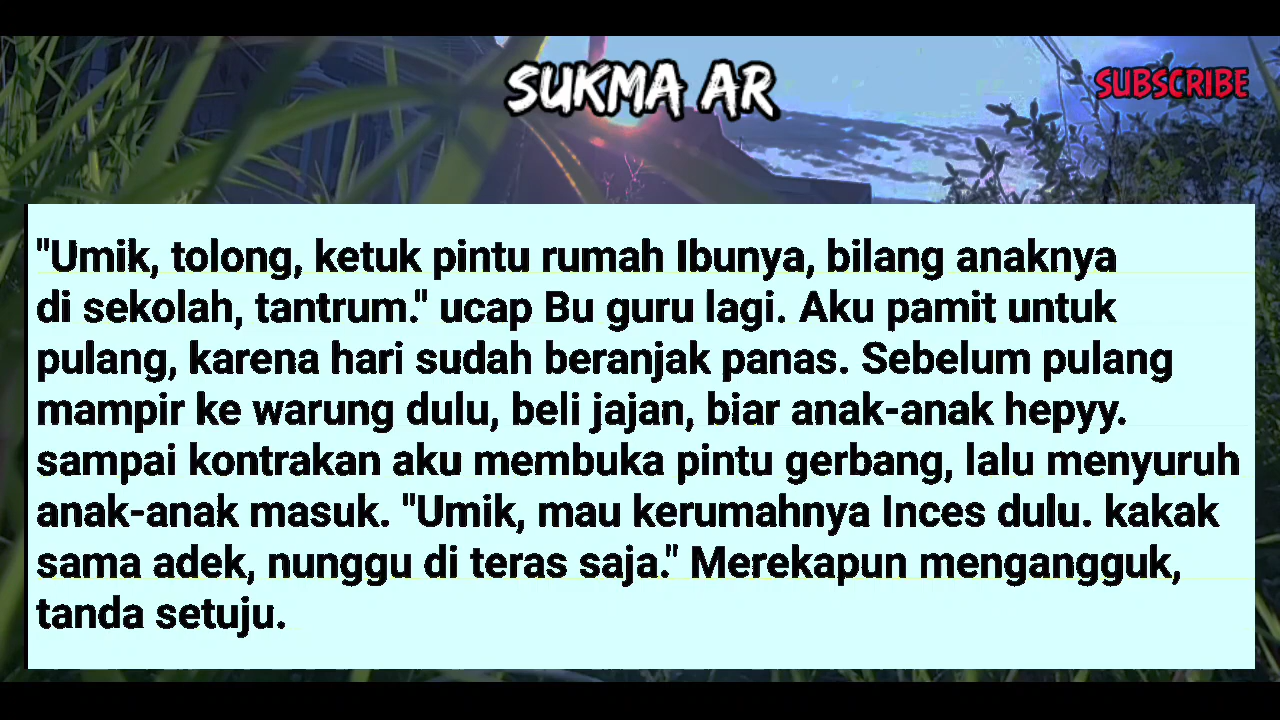 SUKMA AR
SUBSCRIBE
"Umik, tolong, ketuk pintu rumah Ibunya, bilang anaknya
di sekolah, tantrum." ucap Bu guru lagi. Aku pamit untuk
pulang, karena hari sudah beranjak panas. Sebelum pulang
mampir ke warung dulu, beli jajan, biar anak-anak hepyy.
sampai kontrakan aku membuka pintu gerbang, lalu menyuruh
anak-anak masuk. "Umik, mau kerumahnya Inces dulu. kakak
sama adek, nunggu di teras saja." Merekapun mengangguk,
tanda setuju.